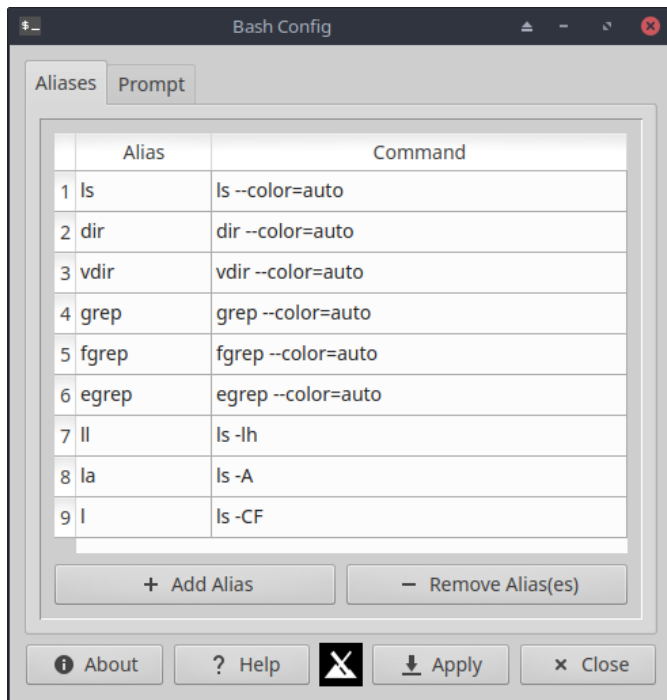 $_ Bash Config
Aliases Prompt
Alias Command
1 ls ls --color=auto
2 dir dir --color=auto
3 vdir vdir --color=auto
4 grep grep --color=auto
5 fgrep fgrep --color=auto
6 egrep egrep --color=auto
7 ll ls -lh
8 la ls -A
9 l ls -CF
+ Add Alias − Remove Alias(es)
About ? Help Apply × Close